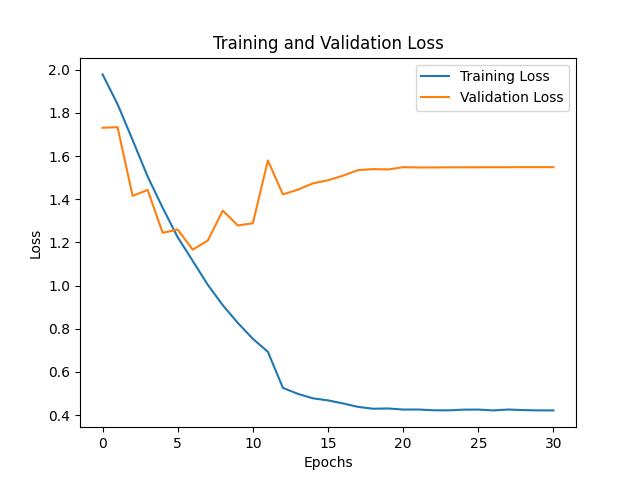 Training and Validation Loss
2.0
1.8
1.6
1.4
1.2
1.0
0.8
0.6
0.4
Loss
Training Loss
Validation Loss
0 5 10 15 20 25 30
Epochs